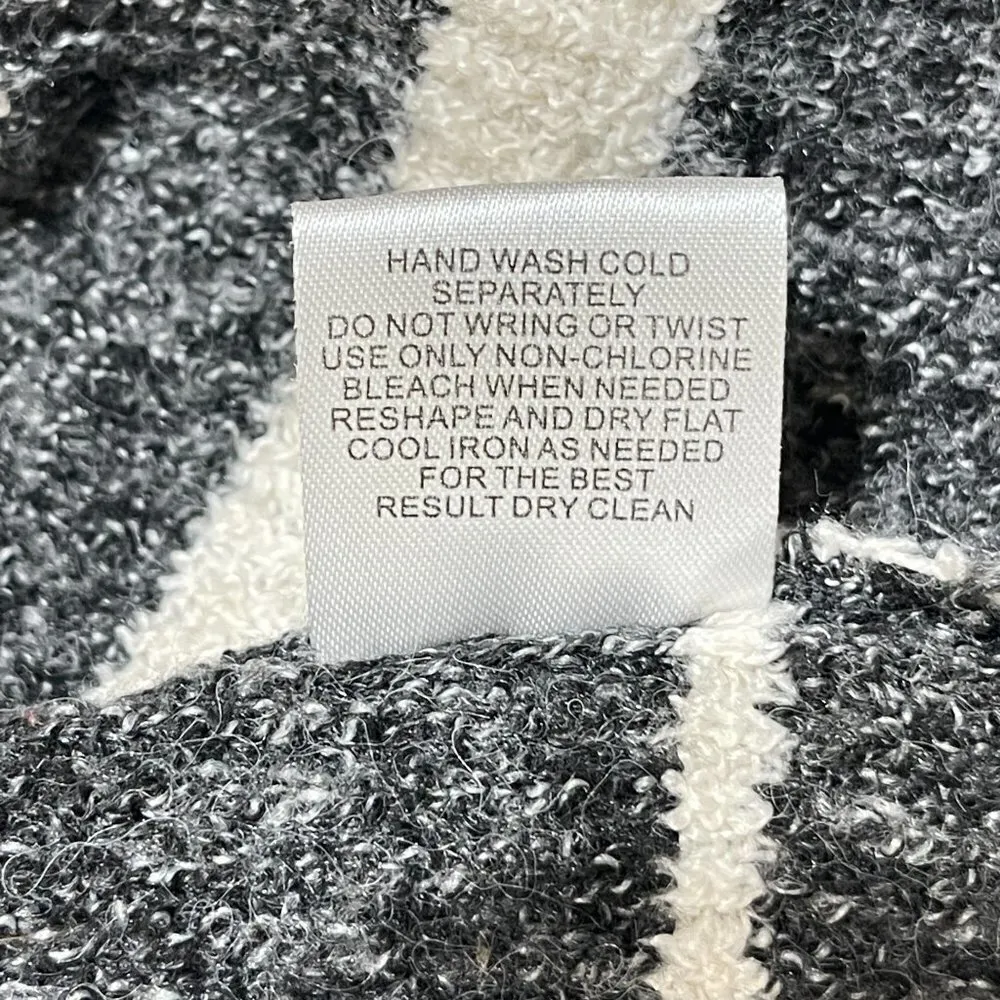 HAND WASH COLD
SEPARATELY
DO NOT WRING OR TWIST
USE ONLY NON-CHLORINE
BLEACH WHEN NEEDED
RESHAPE AND DRY FLAT
COOL IRON AS NEEDED
FOR THE BEST
RESULT DRY CLEAN